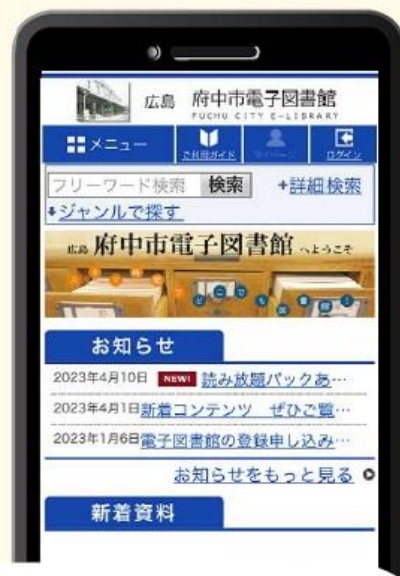 広島 府中市電子図書館
FUCHU CITY E-LIBRARY
メニュー
ご利用ガイド
マイページ
ログイン
フリーワード検索 検索 +詳細検索
ジャンルで探す
広島 府中市電子図書館 へようこそ
お知らせ
2023年4月10日 NEW! 読み放題パックあ…
2023年4月1日新着コンテンツ ぜひご覧…
2023年1月6日電子図書館の登録申し込み…
お知らせをもっと見る
新着資料